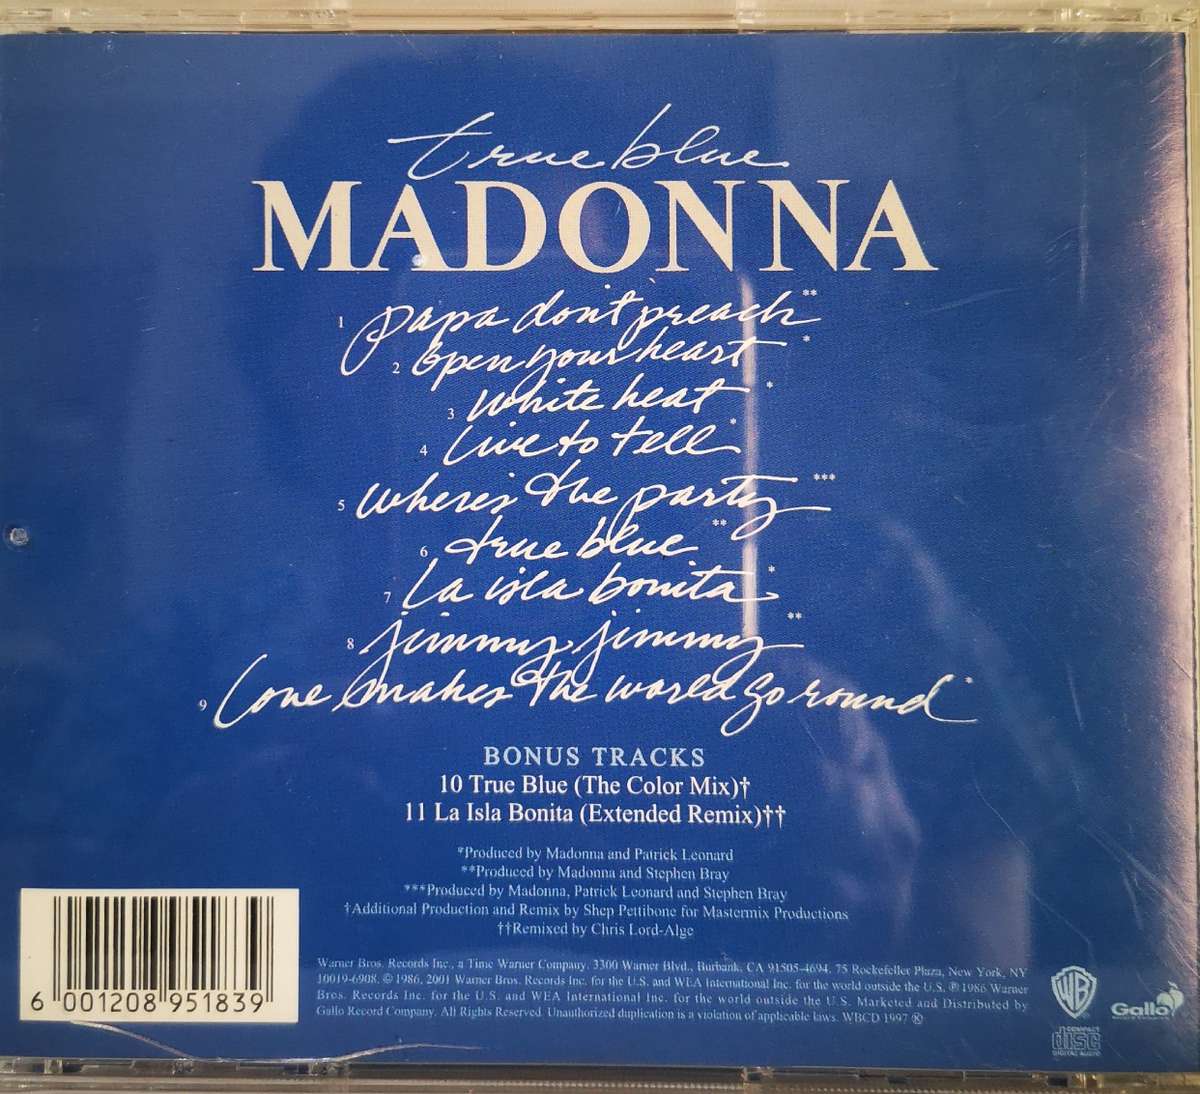 true blue
MADONNA
1 papa don't preach**
2 open your heart*
3 white heat*
4 live to tell*
5 where's the party***
6 true blue**
7 la isla bonita*
8 jimmy jimmy**
9 love makes the world go round*
BONUS TRACKS
10 True Blue (The Color Mix)†
11 La Isla Bonita (Extended Remix)††
*Produced by Madonna and Patrick Leonard
**Produced by Madonna and Stephen Bray
***Produced by Madonna, Patrick Leonard and Stephen Bray
†Additional Production and Remix by Shep Pettibone for Mastermix Productions
††Remixed by Chris Lord-Alge
Warner Bros. Records Inc., a Time Warner Company. 3300 Warner Blvd., Burbank, CA 91505-4694. 75 Rockefeller Plaza, New York, NY
10019-6908. © 1986, 2001 Warner Bros. Records Inc. for the U.S. and WEA International Inc. for the world outside the U.S. ℗ 1986 Warner
Bros. Records Inc. for the U.S. and WEA International Inc. for the world outside the U.S. Marketed and Distributed by
Gallo Record Company. All Rights Reserved. Unauthorized duplication is a violation of applicable laws. WBCD 1997 ®
6 001208 951839
WB
Gallo
COMPACT
disc
DIGITAL AUDIO